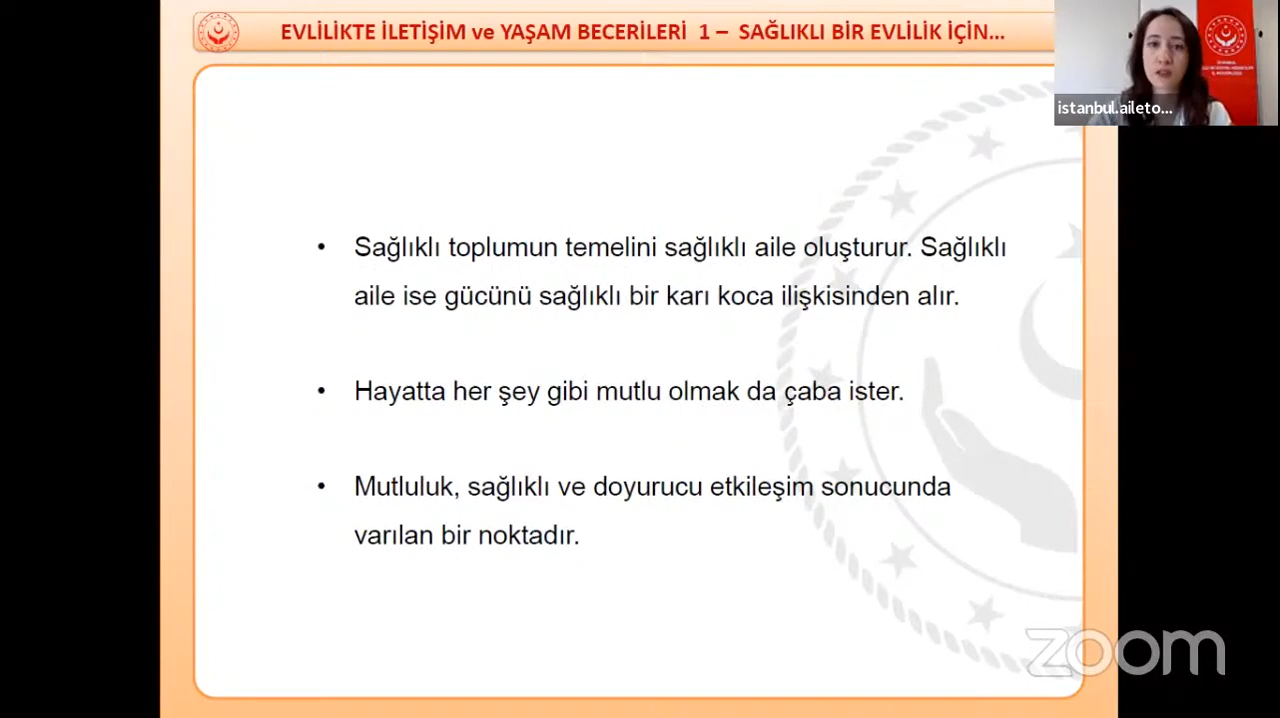 EVLİLİKTE İLETİŞİM ve YAŞAM BECERİLERİ 1 – SAĞLIKLI BİR EVLİLİK İÇİN...
istanbul.aileto...
• Sağlıklı toplumun temelini sağlıklı aile oluşturur. Sağlıklı
aile ise gücünü sağlıklı bir karı koca ilişkisinden alır.
• Hayatta her şey gibi mutlu olmak da çaba ister.
• Mutluluk, sağlıklı ve doyurucu etkileşim sonucunda
varılan bir noktadır.
zoom